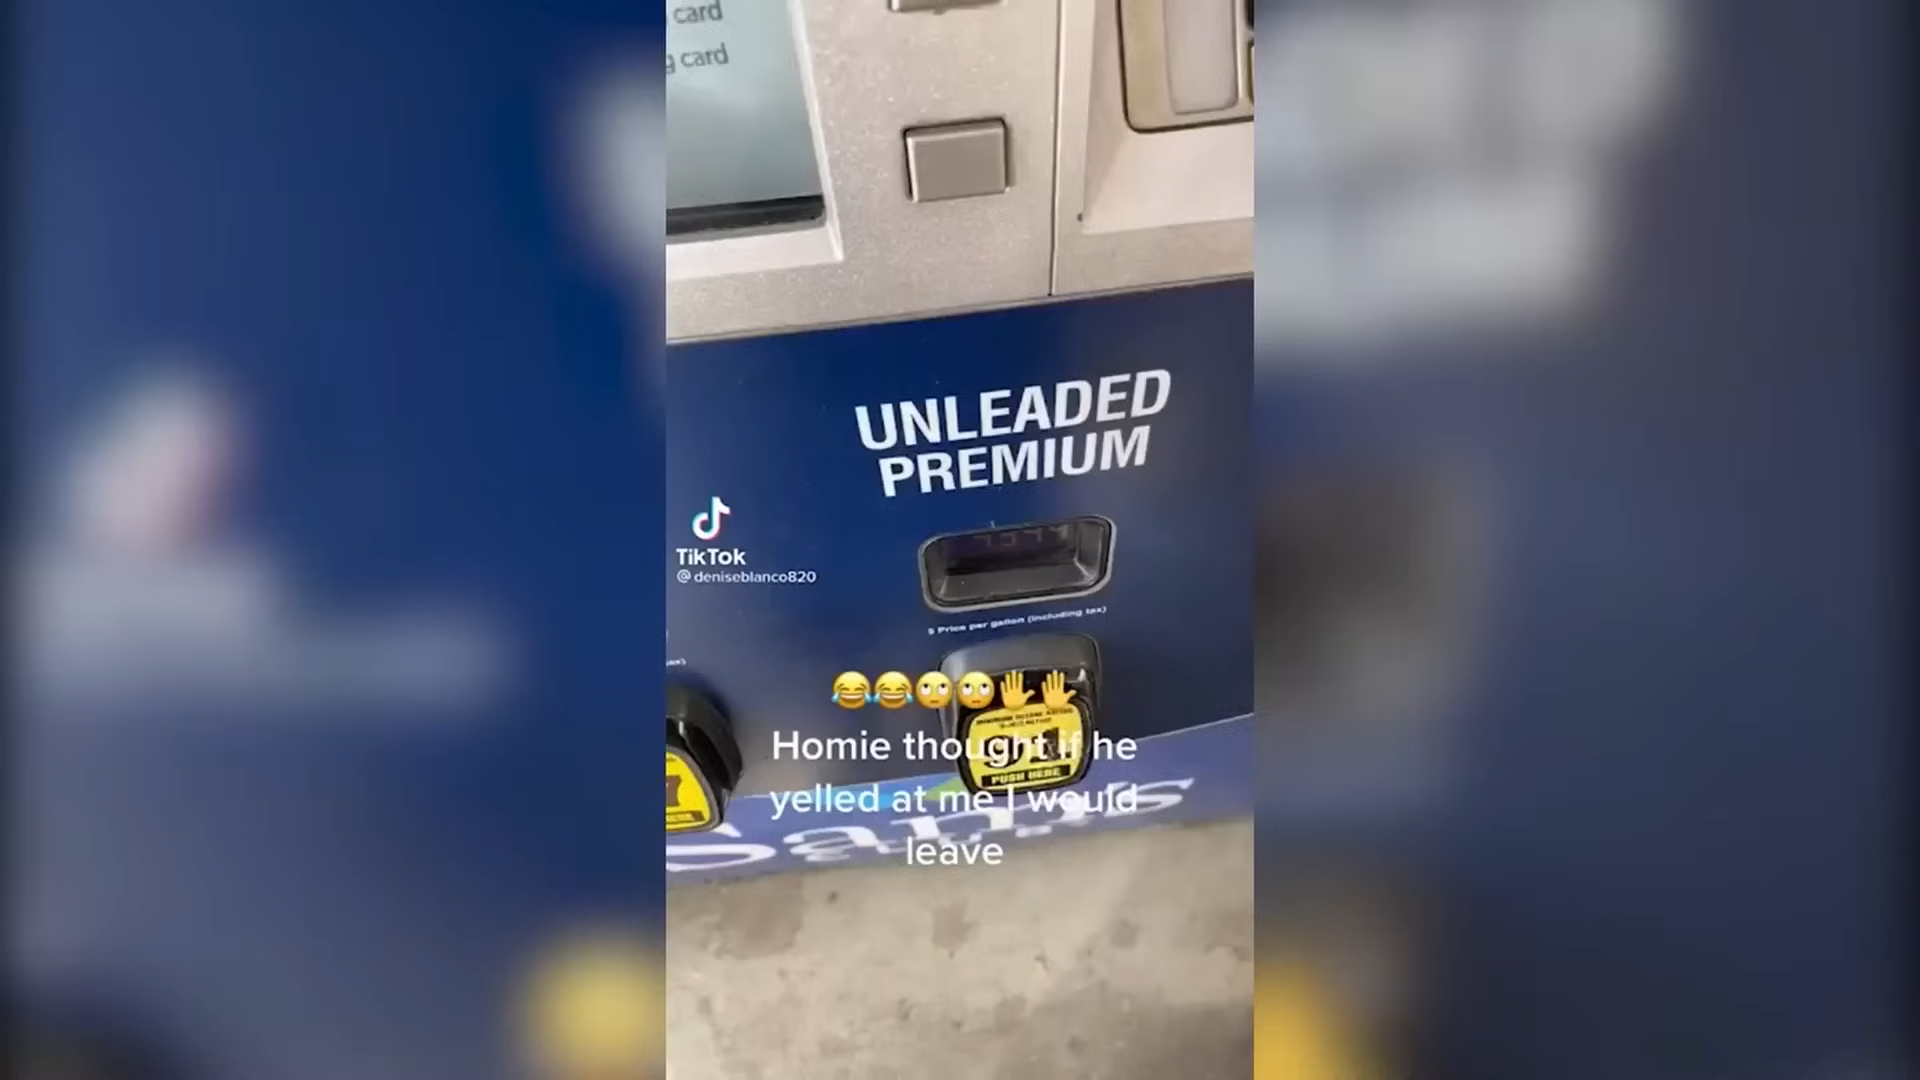 card
card
UNLEADED
PREMIUM
TikTok
@deniseblanco820
$ Price per gallon (including tax)
😂😂🙄🙄✋✋
91
PUSH HERE
Homie thought if he
yelled at me I would
leave